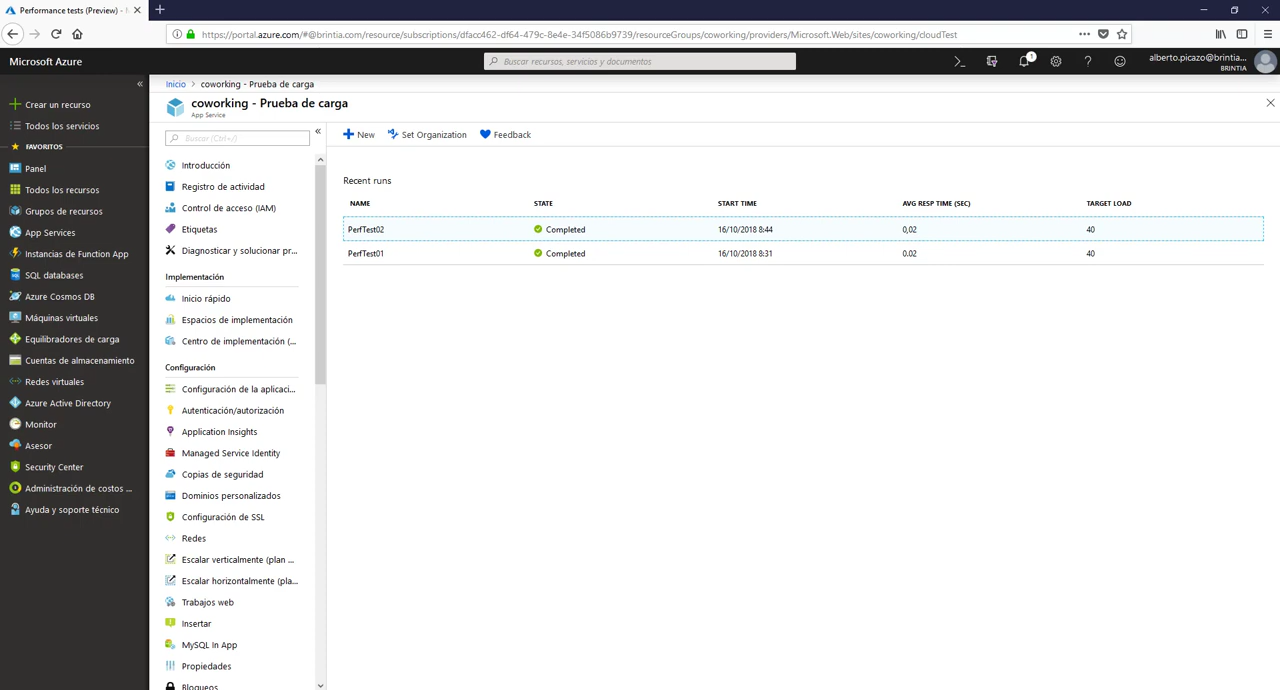 Performance tests (Preview) -
https://portal.azure.com/#@brintia.com/resource/subscriptions/dfacc462-df64-479c-8e4e-34f5086b9739/resourceGroups/coworking/providers/Microsoft.Web/sites/coworking/cloudTest
Microsoft Azure
Buscar recursos, servicios y documentos
1
alberto.picazo@brintia...
BRINTIA
Crear un recurso
Todos los servicios
FAVORITOS
Panel
Todos los recursos
Grupos de recursos
App Services
Instancias de Function App
SQL databases
Azure Cosmos DB
Máquinas virtuales
Equilibradores de carga
Cuentas de almacenamiento
Redes virtuales
Azure Active Directory
Monitor
Asesor
Security Center
Administración de costos ...
Ayuda y soporte técnico
Inicio > coworking - Prueba de carga
coworking - Prueba de carga
App Service
Buscar (Ctrl+/)
Introducción
Registro de actividad
Control de acceso (IAM)
Etiquetas
Diagnosticar y solucionar pr...
Implementación
Inicio rápido
Espacios de implementación
Centro de implementación (...
Configuración
Configuración de la aplicaci...
Autenticación/autorización
Application Insights
Managed Service Identity
Copias de seguridad
Dominios personalizados
Configuración de SSL
Redes
Escalar verticalmente (plan ...
Escalar horizontalmente (pla...
Trabajos web
Insertar
MySQL In App
Propiedades
Bloqueos
New Set Organization Feedback
Recent runs
NAME STATE START TIME AVG RESP TIME (SEC) TARGET LOAD
PerfTest02 Completed 16/10/2018 8:44 0,02 40
PerfTest01 Completed 16/10/2018 8:31 0.02 40